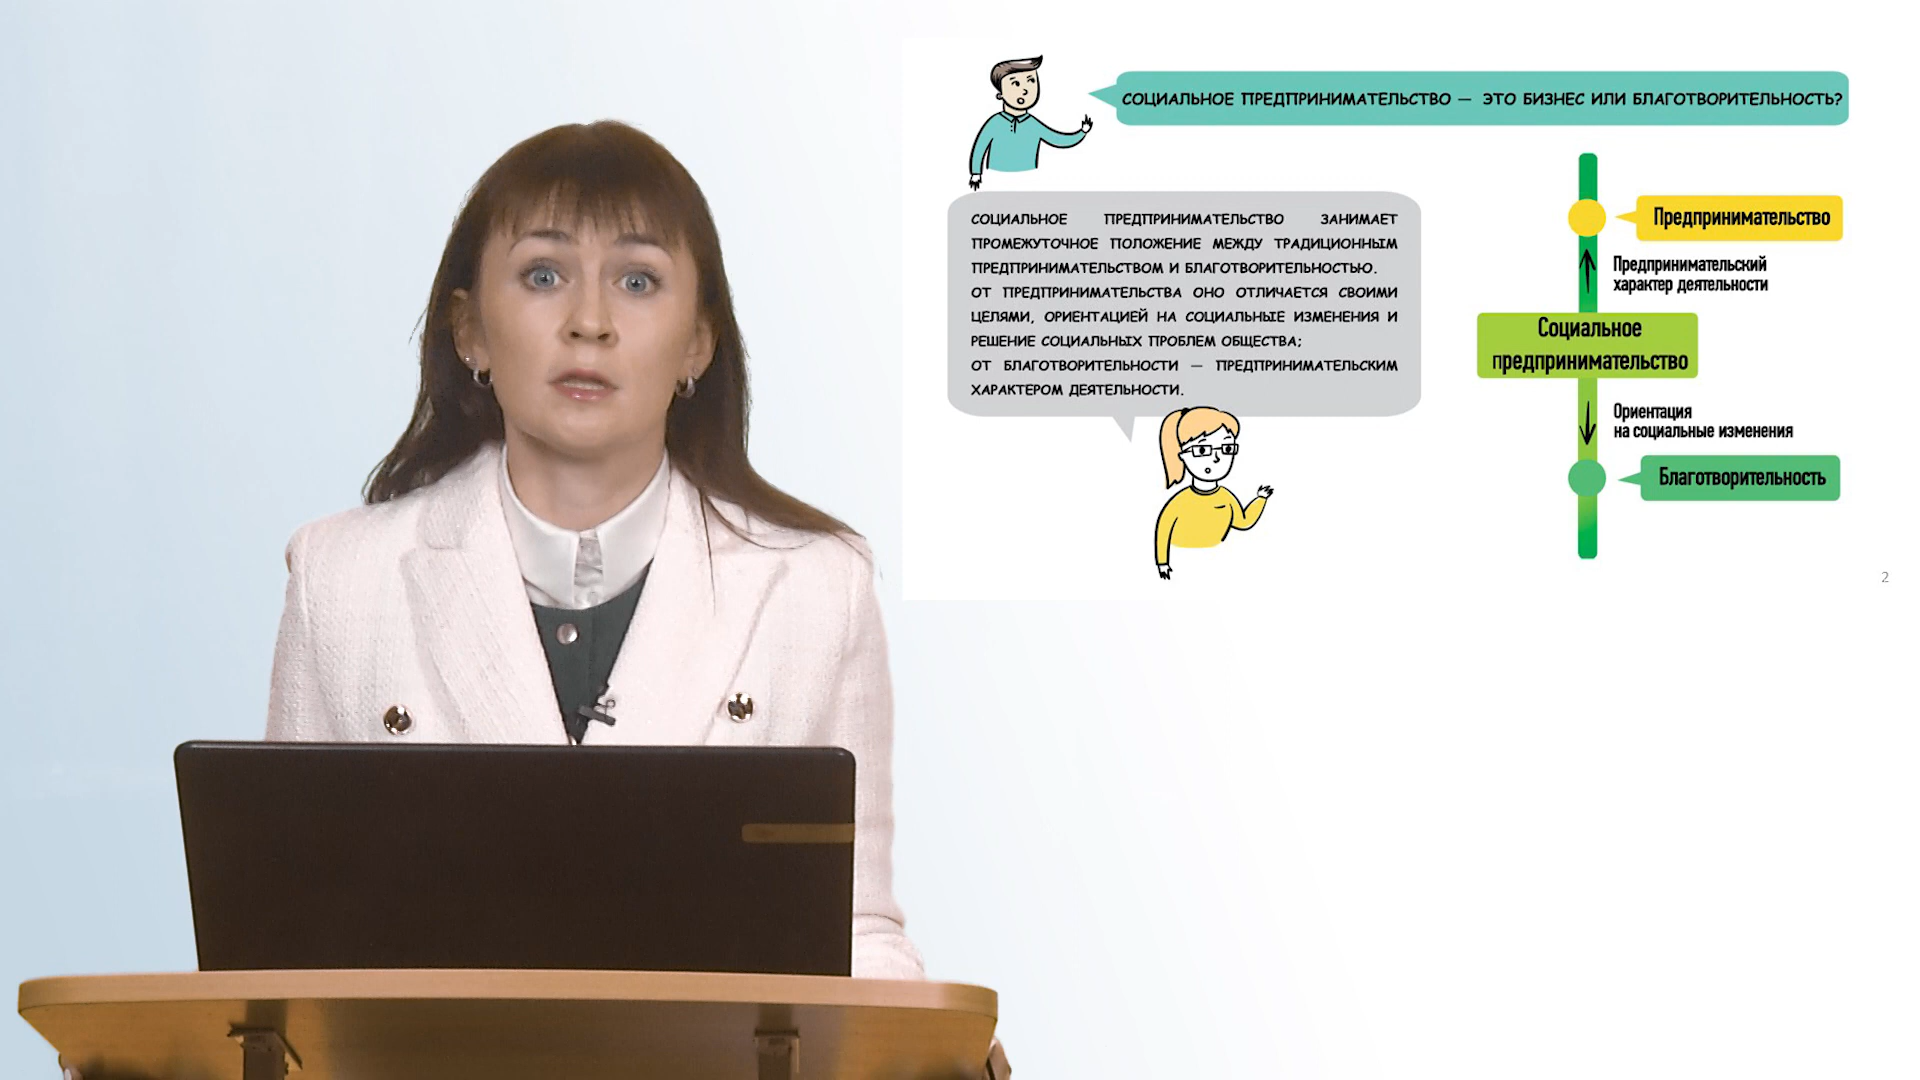 СОЦИАЛЬНОЕ ПРЕДПРИНИМАТЕЛЬСТВО — ЭТО БИЗНЕС ИЛИ БЛАГОТВОРИТЕЛЬНОСТЬ?
СОЦИАЛЬНОЕ ПРЕДПРИНИМАТЕЛЬСТВО ЗАНИМАЕТ
ПРОМЕЖУТОЧНОЕ ПОЛОЖЕНИЕ МЕЖДУ ТРАДИЦИОННЫМ
ПРЕДПРИНИМАТЕЛЬСТВОМ И БЛАГОТВОРИТЕЛЬНОСТЬЮ.
ОТ ПРЕДПРИНИМАТЕЛЬСТВА ОНО ОТЛИЧАЕТСЯ СВОИМИ
ЦЕЛЯМИ, ОРИЕНТАЦИЕЙ НА СОЦИАЛЬНЫЕ ИЗМЕНЕНИЯ И
РЕШЕНИЕ СОЦИАЛЬНЫХ ПРОБЛЕМ ОБЩЕСТВА;
ОТ БЛАГОТВОРИТЕЛЬНОСТИ — ПРЕДПРИНИМАТЕЛЬСКИМ
ХАРАКТЕРОМ ДЕЯТЕЛЬНОСТИ.
Предпринимательство
Предпринимательский
характер деятельности
Социальное
предпринимательство
Ориентация
на социальные изменения
Благотворительность
2